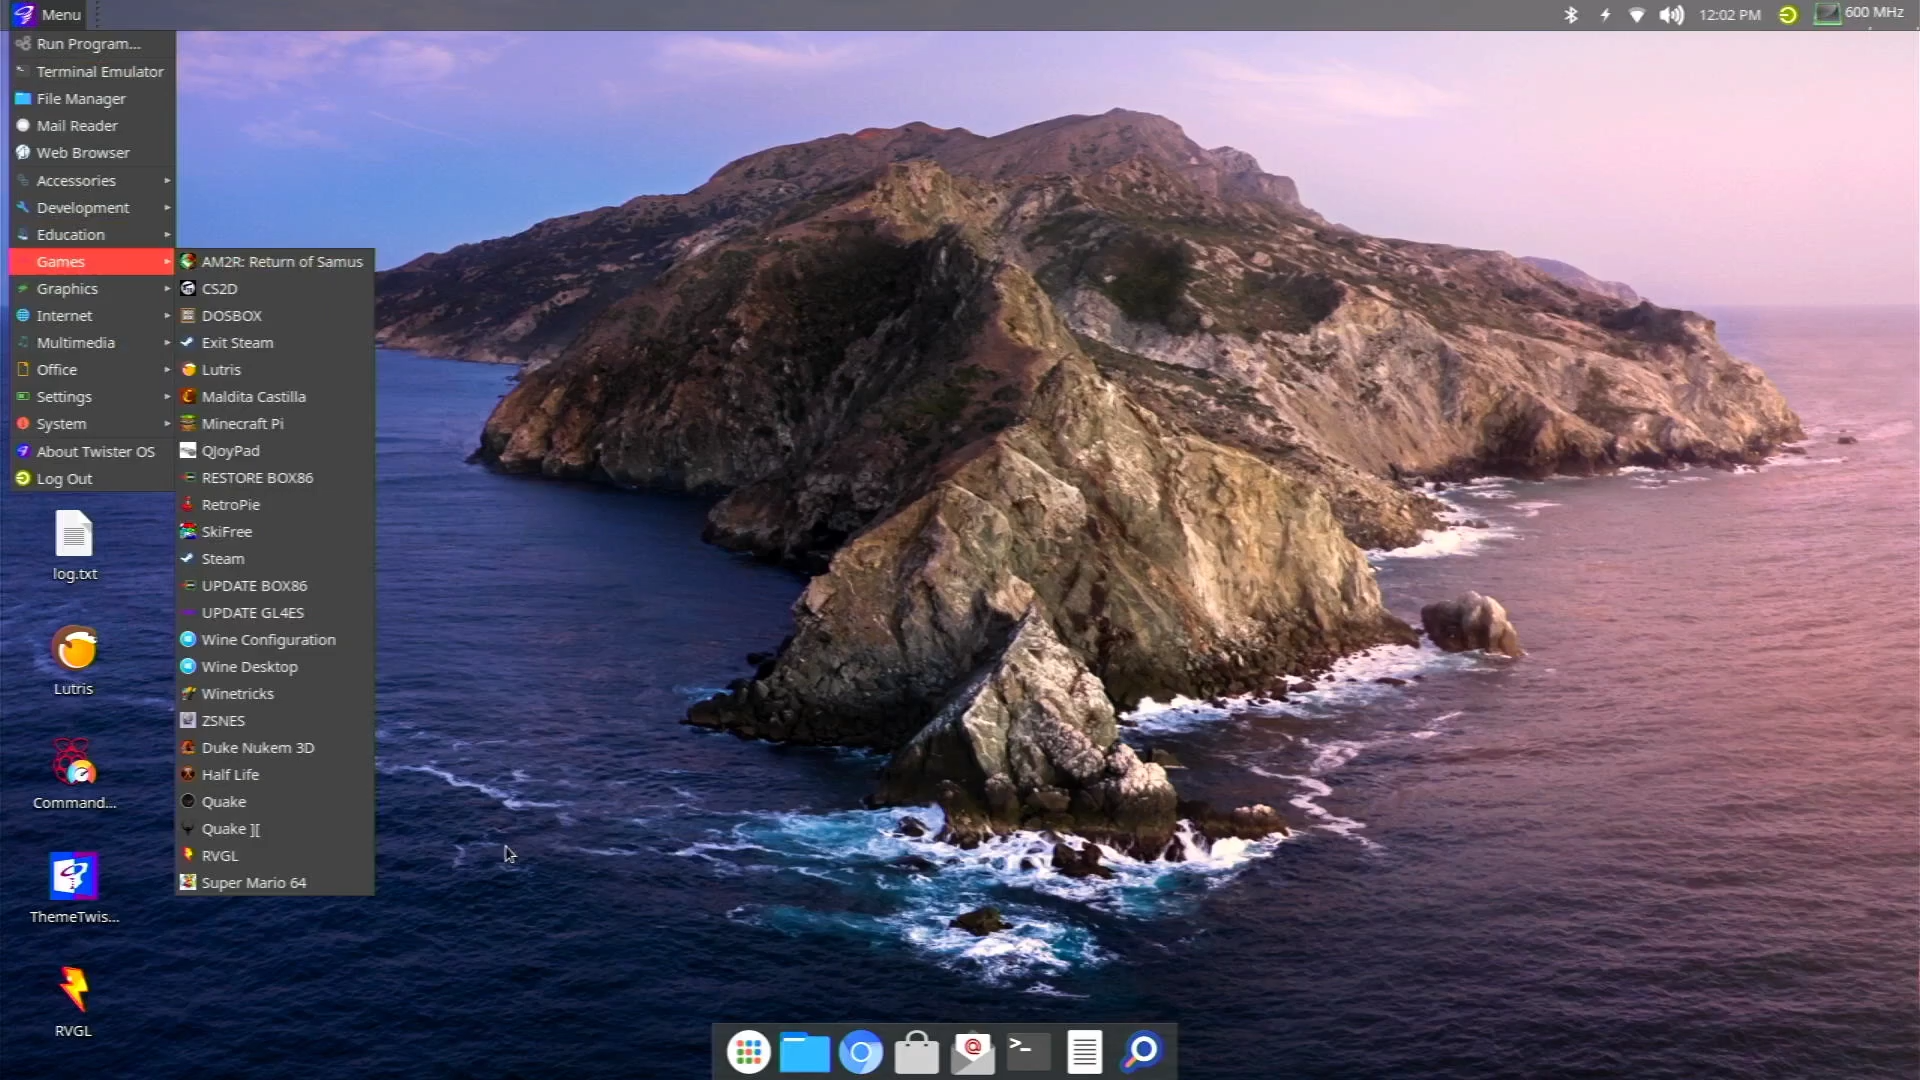 Menu
12:02 PM
600 MHz
Run Program...
Terminal Emulator
File Manager
Mail Reader
Web Browser
Accessories
Development
Education
Games
Graphics
Internet
Multimedia
Office
Settings
System
About Twister OS
Log Out
AM2R: Return of Samus
CS2D
DOSBOX
Exit Steam
Lutris
Maldita Castilla
Minecraft Pi
QJoyPad
RESTORE BOX86
RetroPie
SkiFree
Steam
UPDATE BOX86
UPDATE GL4ES
Wine Configuration
Wine Desktop
Winetricks
ZSNES
Duke Nukem 3D
Half Life
Quake
Quake ][
RVGL
Super Mario 64
log.txt
Lutris
Command...
ThemeTwis...
RVGL